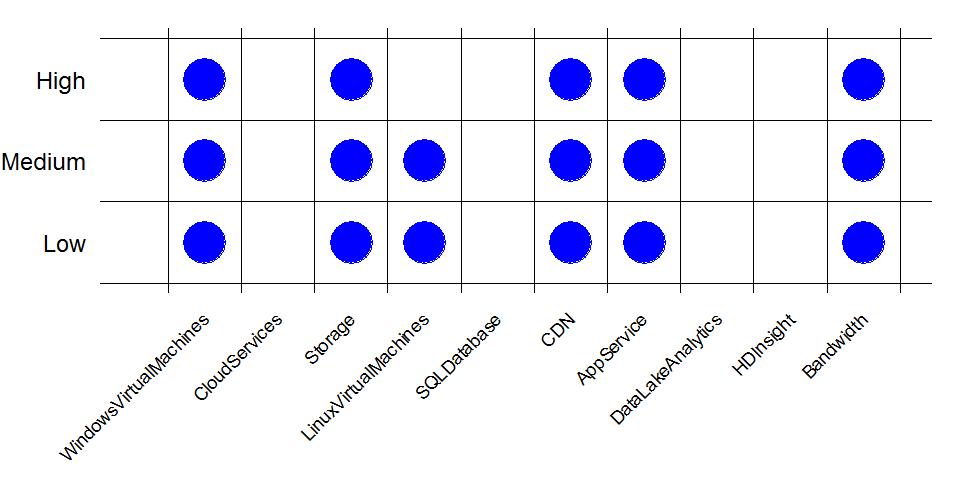 High
Medium
Low
WindowsVirtualMachines
CloudServices
Storage
LinuxVirtualMachines
SQLDatabase
CDN
AppService
DataLakeAnalytics
HDInsight
Bandwidth